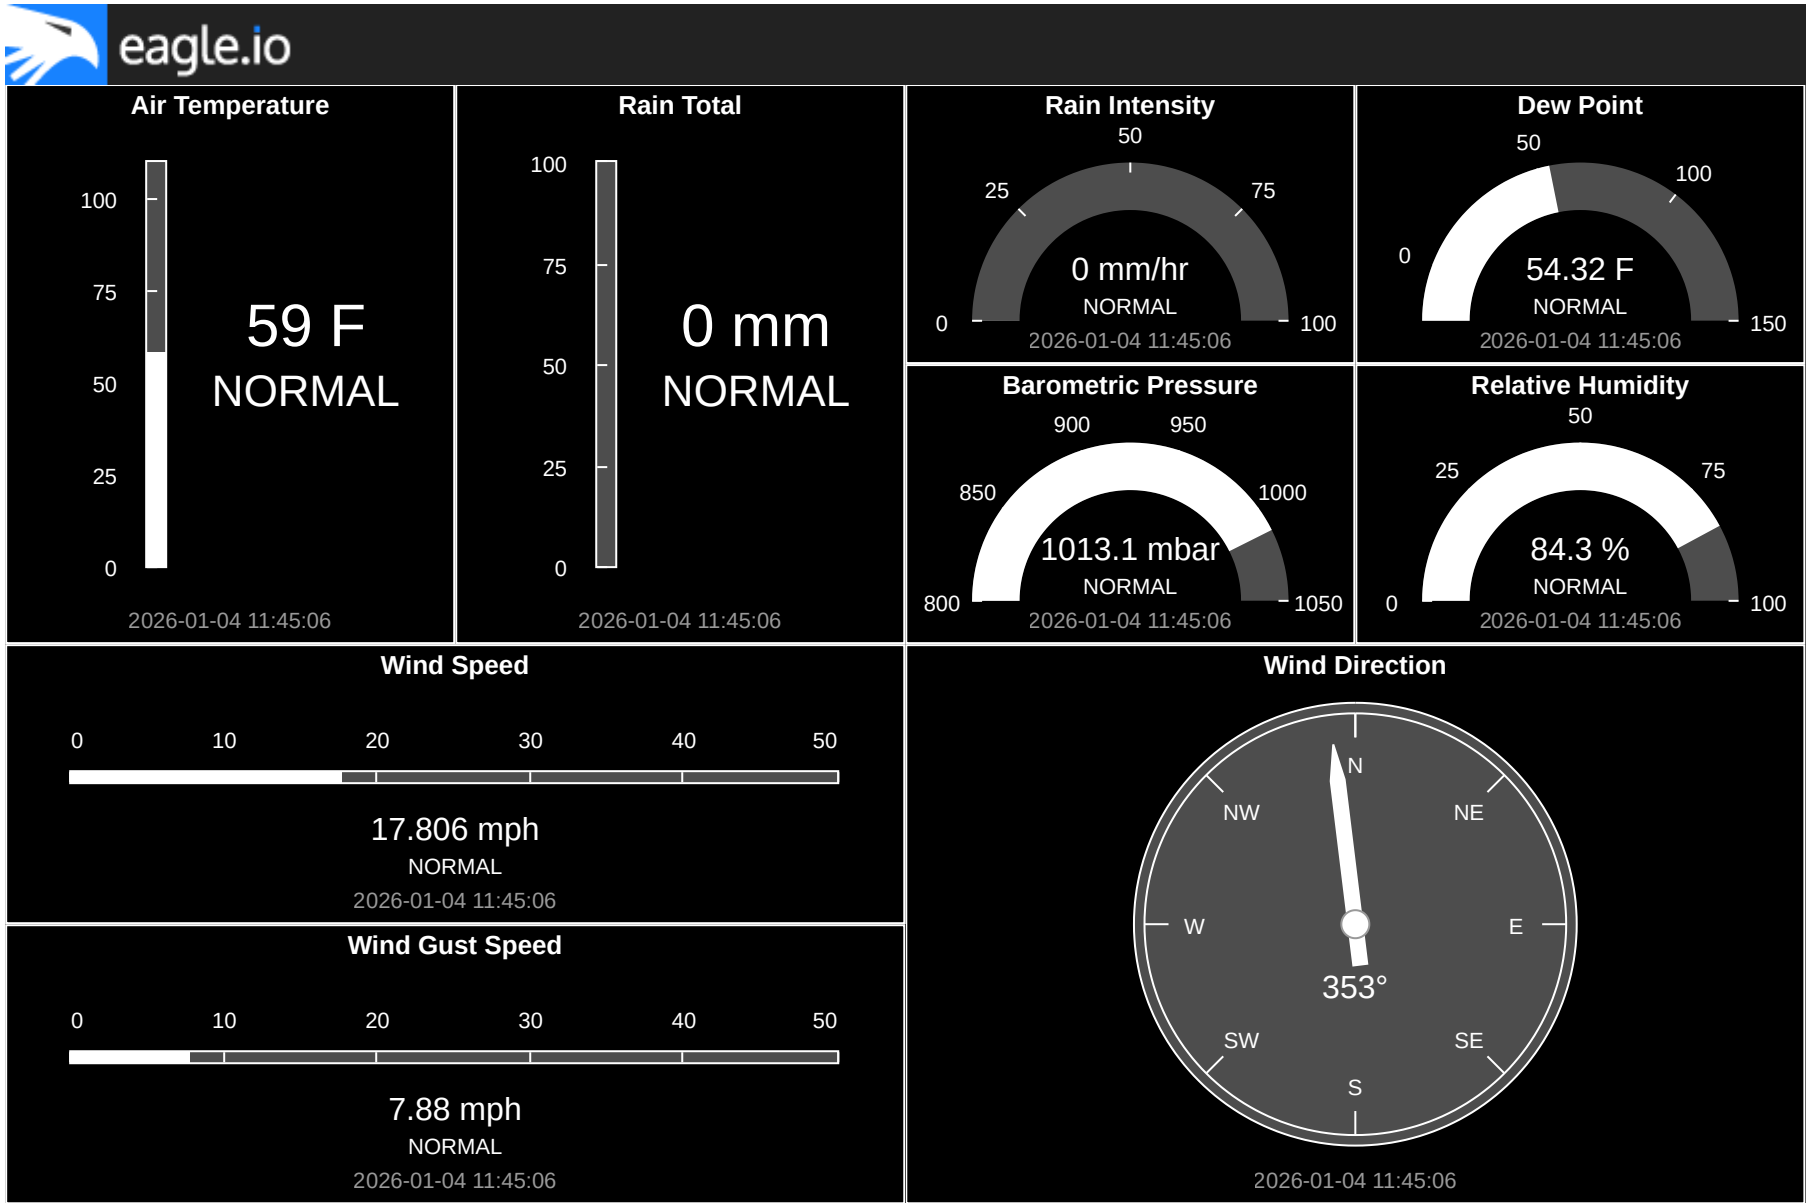 eagle.io
Air Temperature
100
75
50
25
0
59 F
NORMAL
2026-01-04 11:45:06
Rain Total
100
75
50
25
0
0 mm
NORMAL
2026-01-04 11:45:06
Rain Intensity
0
25
50
75
100
0 mm/hr
NORMAL
2026-01-04 11:45:06
Dew Point
0
50
100
150
54.32 F
NORMAL
2026-01-04 11:45:06
Barometric Pressure
800
850
900
950
1000
1050
1013.1 mbar
NORMAL
2026-01-04 11:45:06
Relative Humidity
0
25
50
75
100
84.3 %
NORMAL
2026-01-04 11:45:06
Wind Speed
0 10 20 30 40 50
17.806 mph
NORMAL
2026-01-04 11:45:06
Wind Gust Speed
0 10 20 30 40 50
7.88 mph
NORMAL
2026-01-04 11:45:06
Wind Direction
N
NW NE
W E
353°
SW SE
S
2026-01-04 11:45:06